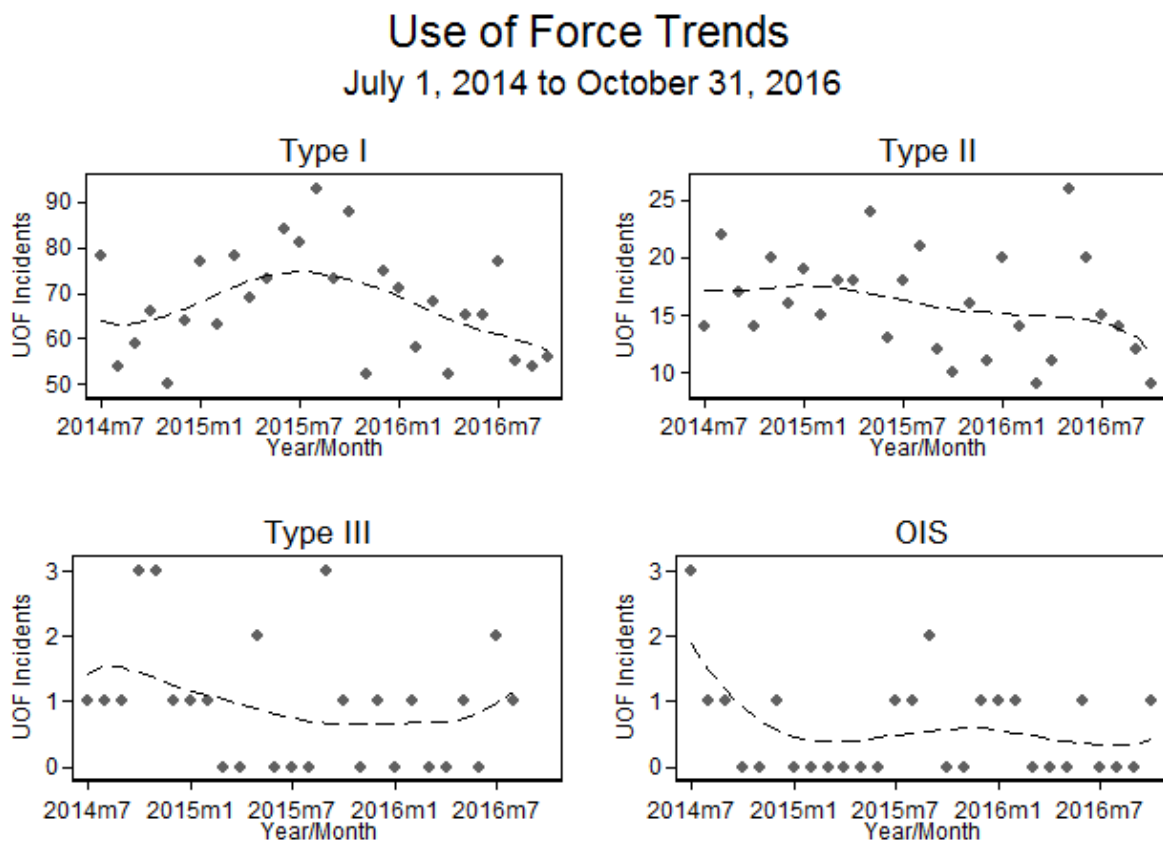 Use of Force Trends
July 1, 2014 to October 31, 2016
Type I
UOF Incidents
90
80
70
60
50
2014m7 2015m1 2015m7 2016m1 2016m7
Year/Month
Type II
UOF Incidents
25
20
15
10
2014m7 2015m1 2015m7 2016m1 2016m7
Year/Month
Type III
UOF Incidents
3
2
1
0
2014m7 2015m1 2015m7 2016m1 2016m7
Year/Month
OIS
UOF Incidents
3
2
1
0
2014m7 2015m1 2015m7 2016m1 2016m7
Year/Month